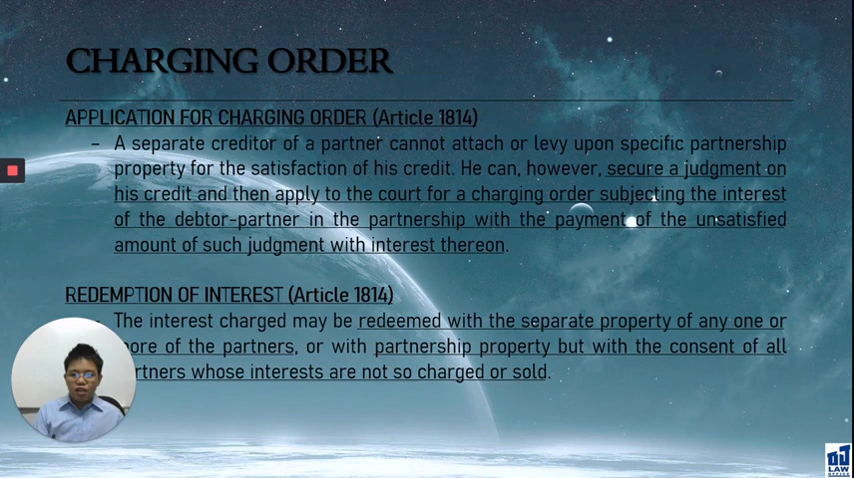 CHARGING ORDER
APPLICATION FOR CHARGING ORDER (Article 1814)
– A separate creditor of a partner cannot attach or levy upon specific partnership
property for the satisfaction of his credit. He can, however, secure a judgment on
his credit and then apply to the court for a charging order subjecting the interest
of the debtor-partner in the partnership with the payment of the unsatisfied
amount of such judgment with interest thereon.
REDEMPTION OF INTEREST (Article 1814)
The interest charged may be redeemed with the separate property of any one or
of the partners, or with partnership property but with the consent of all
whose interests are not so charged or sold.
LAW